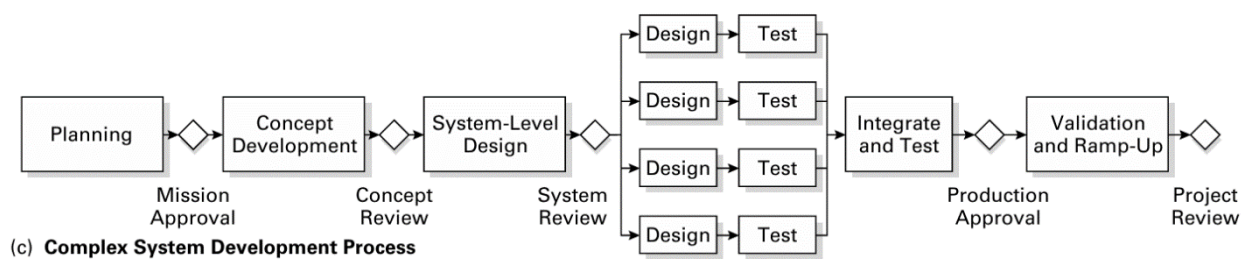 Planning
Mission
Approval
Concept
Development
Concept
Review
System-Level
Design
System
Review
Design
Test
Design
Test
Design
Test
Design
Test
Integrate
and Test
Production
Approval
Validation
and Ramp-Up
Project
Review
(c) Complex System Development Process